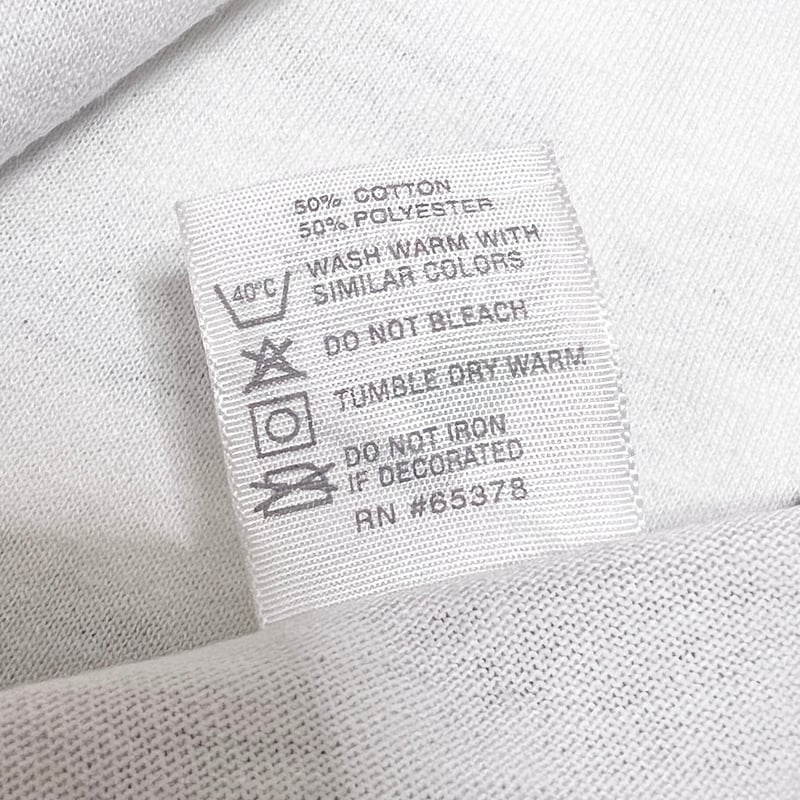 50% COTTON
50% POLYESTER
40°C
WASH WARM WITH
SIMILAR COLORS
DO NOT BLEACH
TUMBLE DRY WARM
DO NOT IRON
IF DECORATED
RN #65378